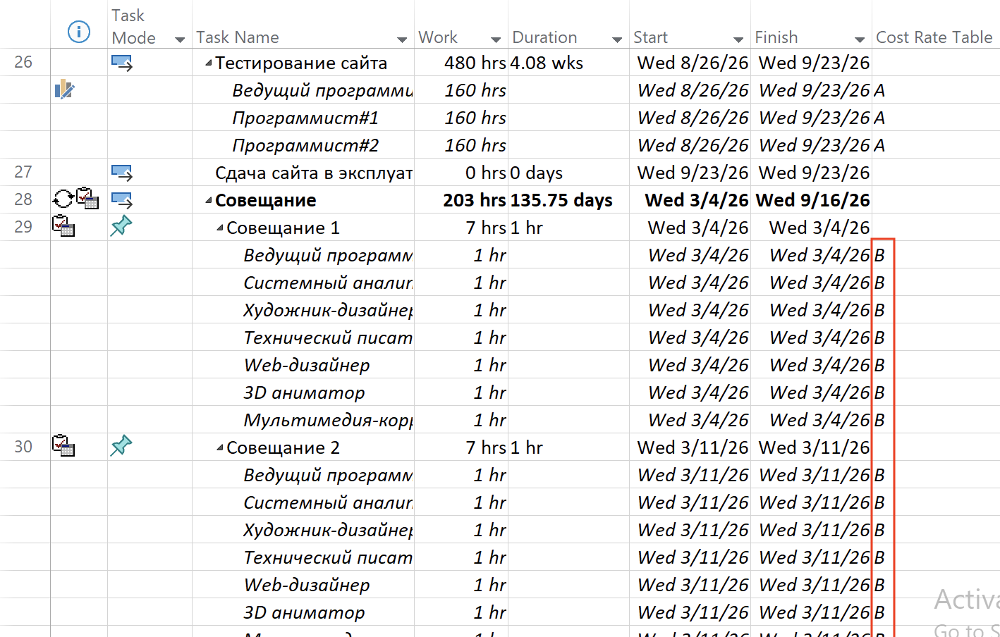 Task Mode Task Name Work Duration Start Finish Cost Rate Table
26 Тестирование сайта 480 hrs 4.08 wks Wed 8/26/26 Wed 9/23/26
Ведущий программи 160 hrs Wed 8/26/26 Wed 9/23/26 A
Программист#1 160 hrs Wed 8/26/26 Wed 9/23/26 A
Программист#2 160 hrs Wed 8/26/26 Wed 9/23/26 A
27 Сдача сайта в эксплуат 0 hrs 0 days Wed 9/23/26 Wed 9/23/26
28 Совещание 203 hrs 135.75 days Wed 3/4/26 Wed 9/16/26
29 Совещание 1 7 hrs 1 hr Wed 3/4/26 Wed 3/4/26
Ведущий программ 1 hr Wed 3/4/26 Wed 3/4/26 B
Системный аналит 1 hr Wed 3/4/26 Wed 3/4/26 B
Художник-дизайнер 1 hr Wed 3/4/26 Wed 3/4/26 B
Технический писат 1 hr Wed 3/4/26 Wed 3/4/26 B
Web-дизайнер 1 hr Wed 3/4/26 Wed 3/4/26 B
3D аниматор 1 hr Wed 3/4/26 Wed 3/4/26 B
Мультимедия-корр 1 hr Wed 3/4/26 Wed 3/4/26 B
30 Совещание 2 7 hrs 1 hr Wed 3/11/26 Wed 3/11/26
Ведущий программ 1 hr Wed 3/11/26 Wed 3/11/26 B
Системный аналит 1 hr Wed 3/11/26 Wed 3/11/26 B
Художник-дизайнер 1 hr Wed 3/11/26 Wed 3/11/26 B
Технический писат 1 hr Wed 3/11/26 Wed 3/11/26 B
Web-дизайнер 1 hr Wed 3/11/26 Wed 3/11/26 B
3D аниматор 1 hr Wed 3/11/26 Wed 3/11/26 B
Activa
Go to S